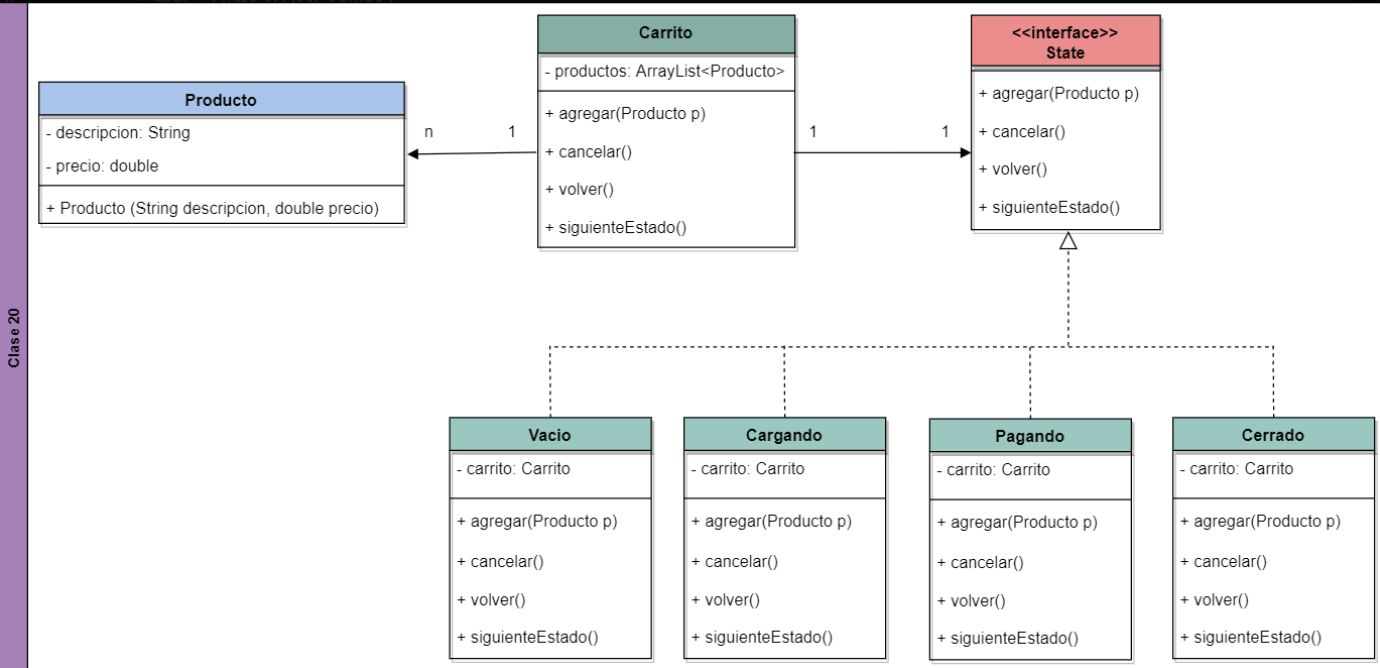 Clase 20
Producto
- descripcion: String
- precio: double
+ Producto (String descripcion, double precio)
n
1
Carrito
- productos: ArrayList<Producto>
+ agregar(Producto p)
+ cancelar()
+ volver()
+ siguienteEstado()
1
1
<<interface>>
State
+ agregar(Producto p)
+ cancelar()
+ volver()
+ siguienteEstado()
Vacio
- carrito: Carrito
+ agregar(Producto p)
+ cancelar()
+ volver()
+ siguienteEstado()
Cargando
- carrito: Carrito
+ agregar(Producto p)
+ cancelar()
+ volver()
+ siguienteEstado()
Pagando
- carrito: Carrito
+ agregar(Producto p)
+ cancelar()
+ volver()
+ siguienteEstado()
Cerrado
- carrito: Carrito
+ agregar(Producto p)
+ cancelar()
+ volver()
+ siguienteEstado()